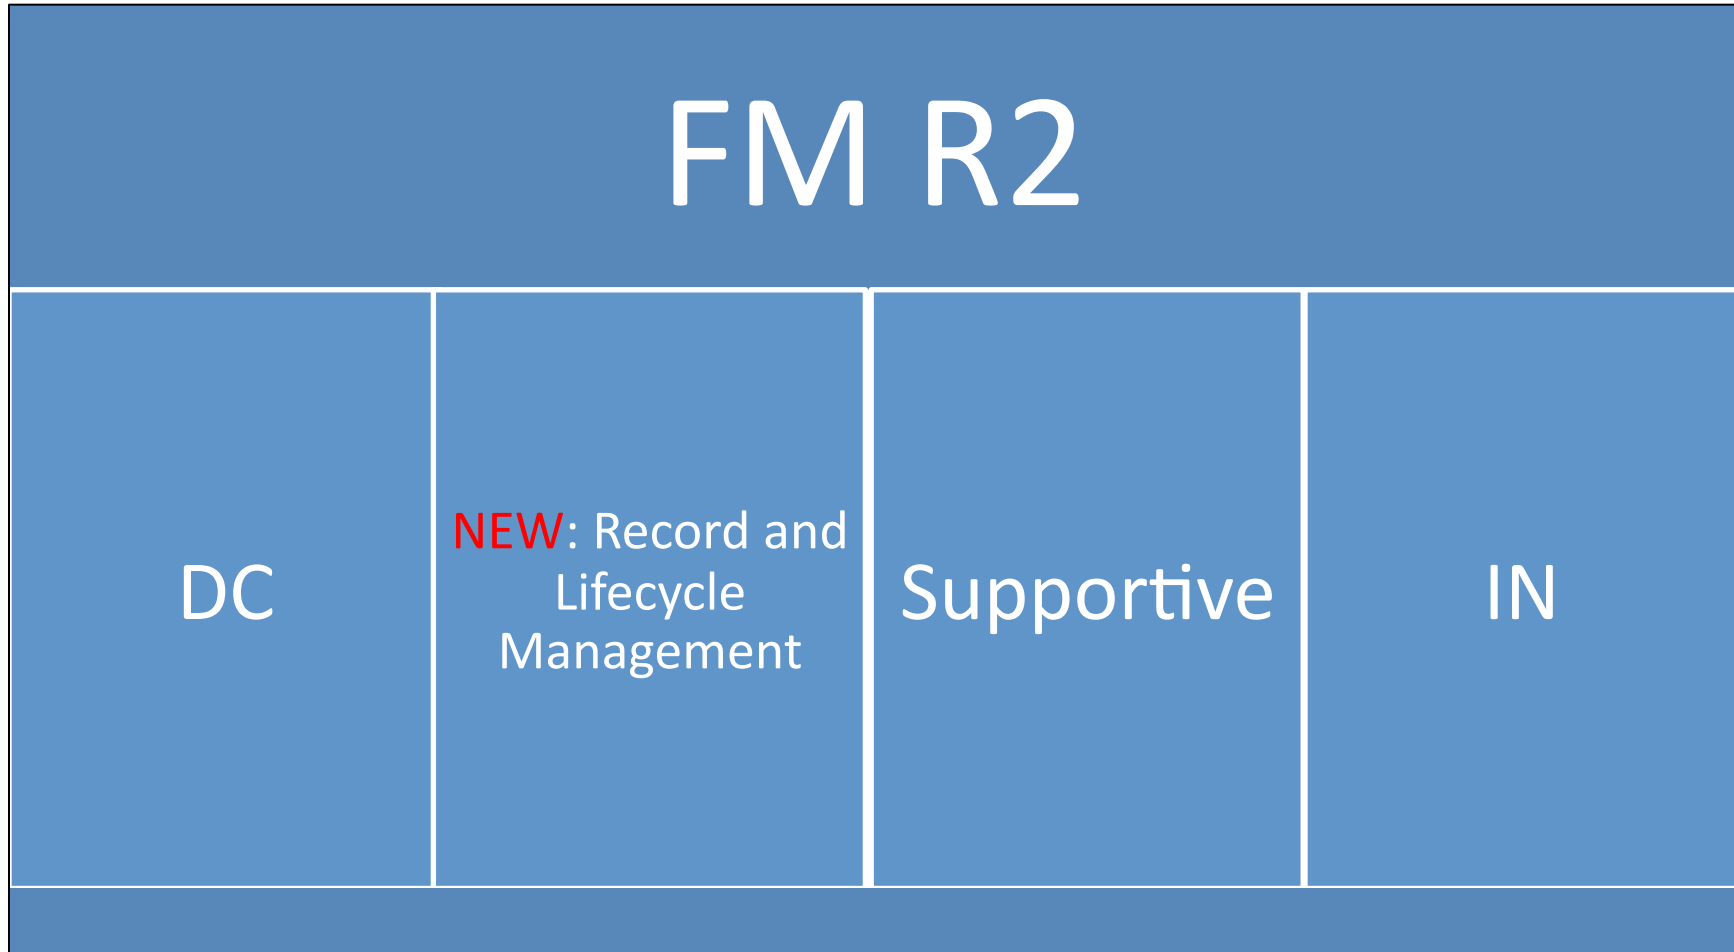 FM R2
DC
NEW: Record and
Lifecycle
Management
Supportive
IN